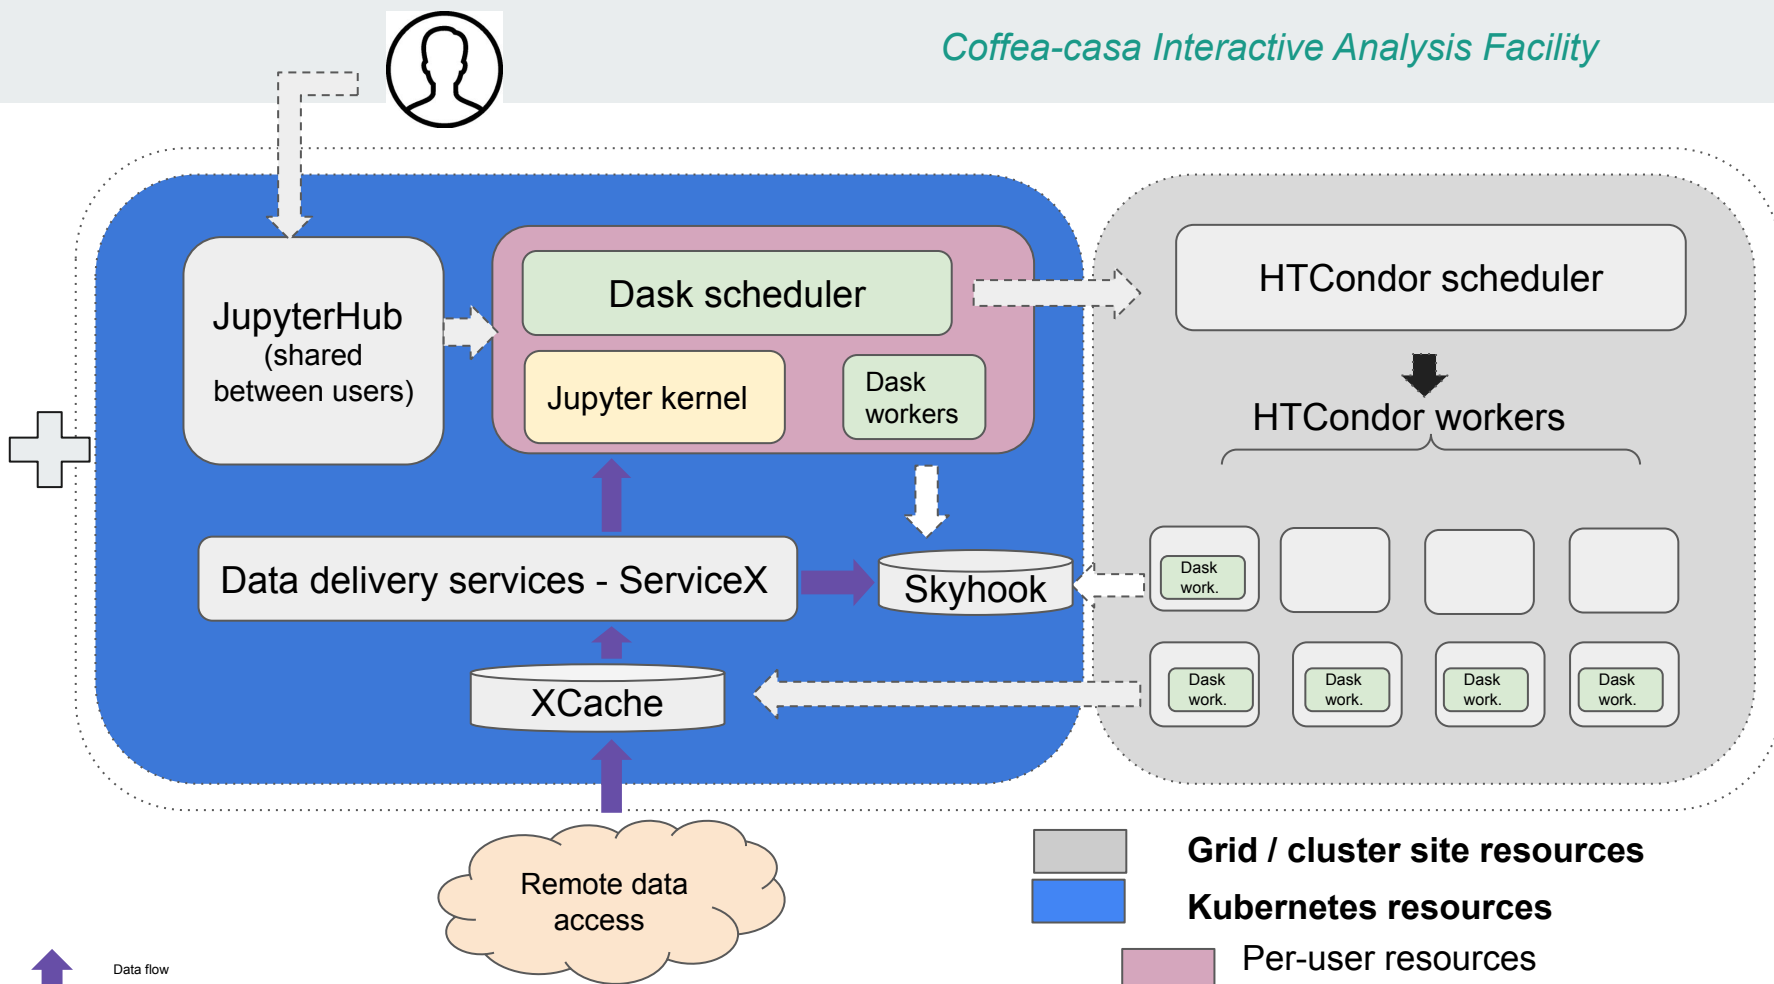 Coffea-casa Interactive Analysis Facility
JupyterHub
(shared
between users)
Dask scheduler
Jupyter kernel
Dask
workers
HTCondor scheduler
HTCondor workers
Data delivery services - ServiceX
Skyhook
XCache
Dask
work.
Dask
work.
Dask
work.
Dask
work.
Dask
work.
Remote data
access
Grid / cluster site resources
Kubernetes resources
Per-user resources
Data flow